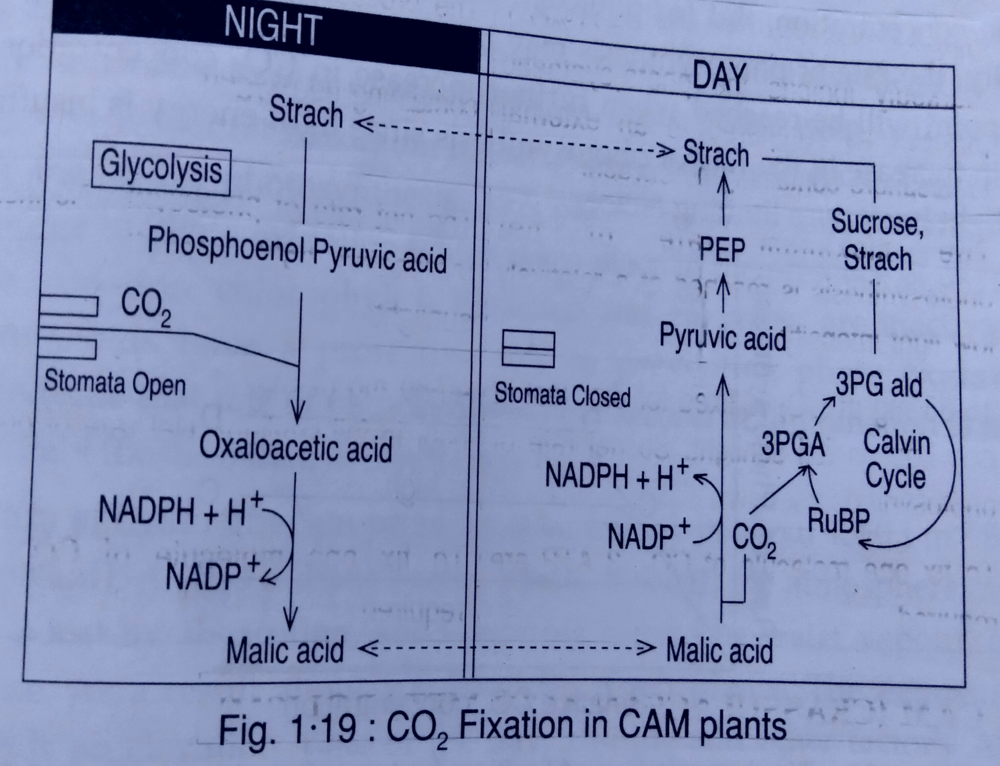 NIGHT
Strach
Glycolysis
Phosphoenol Pyruvic acid
CO₂
Stomata Open
Oxaloacetic acid
NADPH + H⁺
NADP⁺
Malic acid
DAY
Strach
Sucrose,
Strach
PEP
Pyruvic acid
Stomata Closed
3PG ald
3PGA
Calvin
Cycle
NADPH + H⁺
NADP⁺
CO₂
RuBP
Malic acid
Fig. 1·19 : CO₂ Fixation in CAM plants